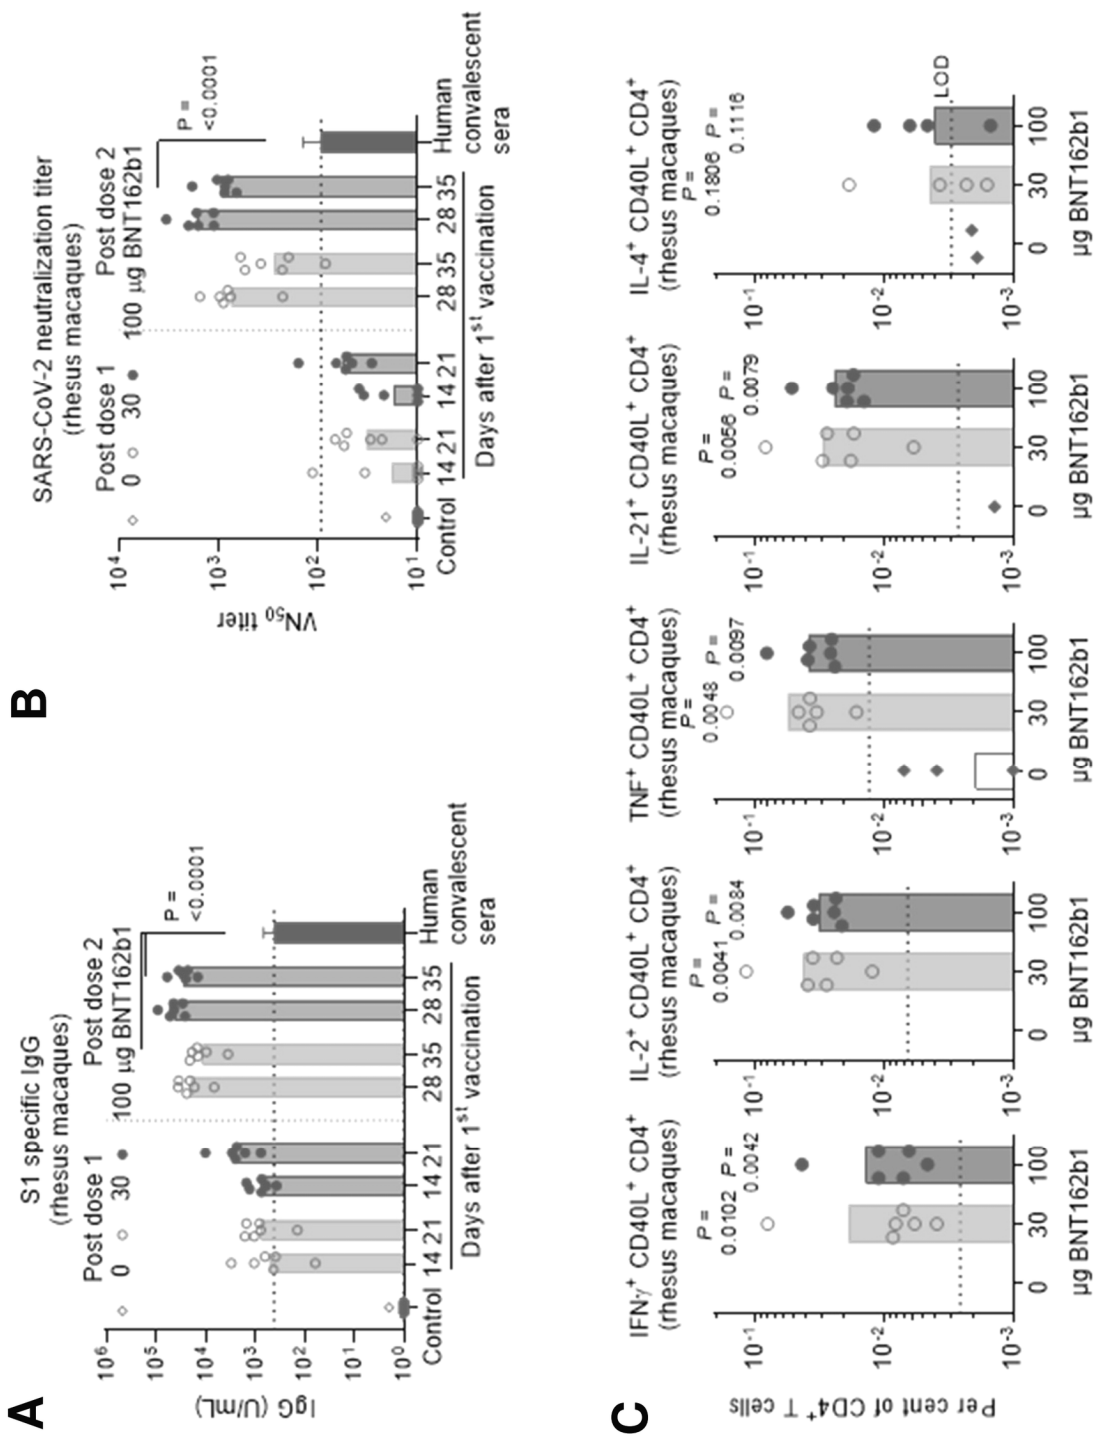 A
S1 specific IgG
(rhesus macaques)
Post dose 1 Post dose 2
0 30 100 µg BNT162b1
P =
<0.0001
IgG (U/mL)
10⁶
10⁵
10⁴
10³
10²
10¹
10⁰
Control 14 21 14 21 28 35 28 35 Human
convalescent
sera
Days after 1ˢᵗ vaccination
B
SARS-CoV-2 neutralization titer
(rhesus macaques)
Post dose 1 Post dose 2
0 30 100 µg BNT162b1
P =
<0.0001
VN₅₀ titer
10⁴
10³
10²
10¹
Control 14 21 14 21 28 35 28 35 Human
convalescent
sera
Days after 1ˢᵗ vaccination
C
Per cent of CD4⁺ T cells
IFNγ⁺ CD40L⁺ CD4⁺
(rhesus macaques)
P =
0.0102
P =
0.0042
10⁻¹
10⁻²
10⁻³
0 30 100
µg BNT162b1
IL-2⁺ CD40L⁺ CD4⁺
(rhesus macaques)
P =
0.0041
P =
0.0084
10⁻¹
10⁻²
10⁻³
0 30 100
µg BNT162b1
TNF⁺ CD40L⁺ CD4⁺
(rhesus macaques)
P =
0.0048
P =
0.0097
10⁻¹
10⁻²
10⁻³
0 30 100
µg BNT162b1
IL-21⁺ CD40L⁺ CD4⁺
(rhesus macaques)
P =
0.0056
P =
0.0079
10⁻¹
10⁻²
10⁻³
0 30 100
µg BNT162b1
IL-4⁺ CD40L⁺ CD4⁺
(rhesus macaques)
P =
0.1806
P =
0.1116
LOD
10⁻¹
10⁻²
10⁻³
0 30 100
µg BNT162b1